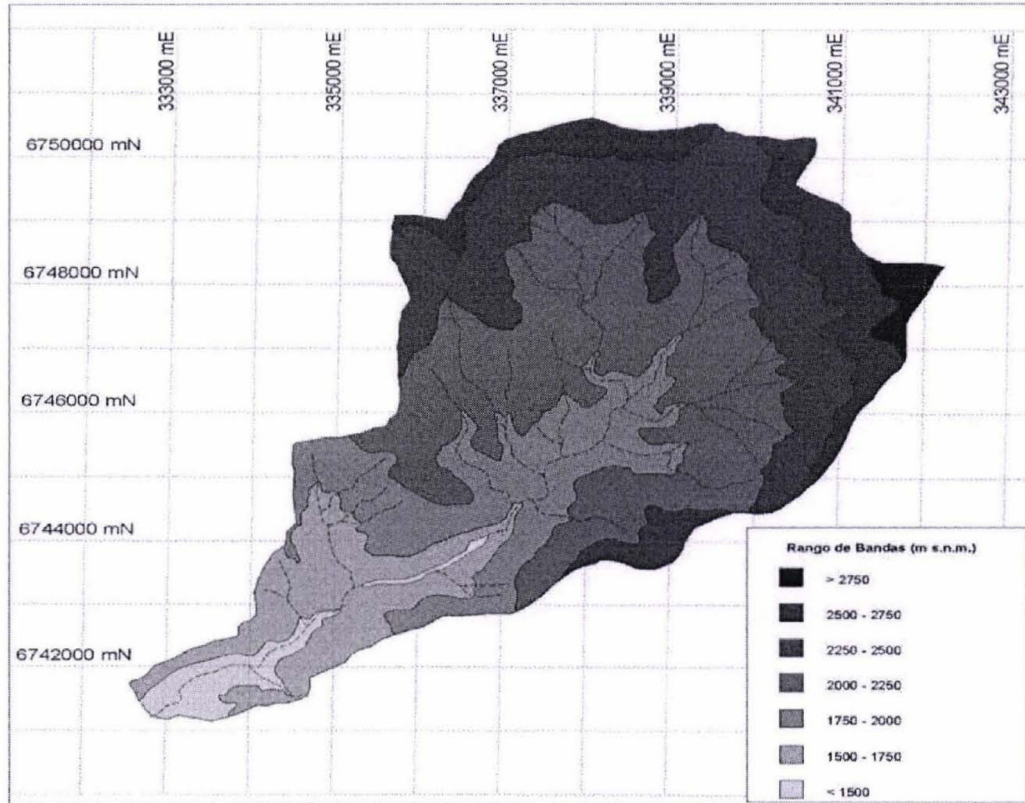 333000 mE
335000 mE
337000 mE
339000 mE
341000 mE
343000 mE
6750000 mN
6748000 mN
6746000 mN
6744000 mN
6742000 mN
Rango de Bandas (m s.n.m.)
> 2750
2500 - 2750
2250 - 2500
2000 - 2250
1750 - 2000
1500 - 1750
< 1500